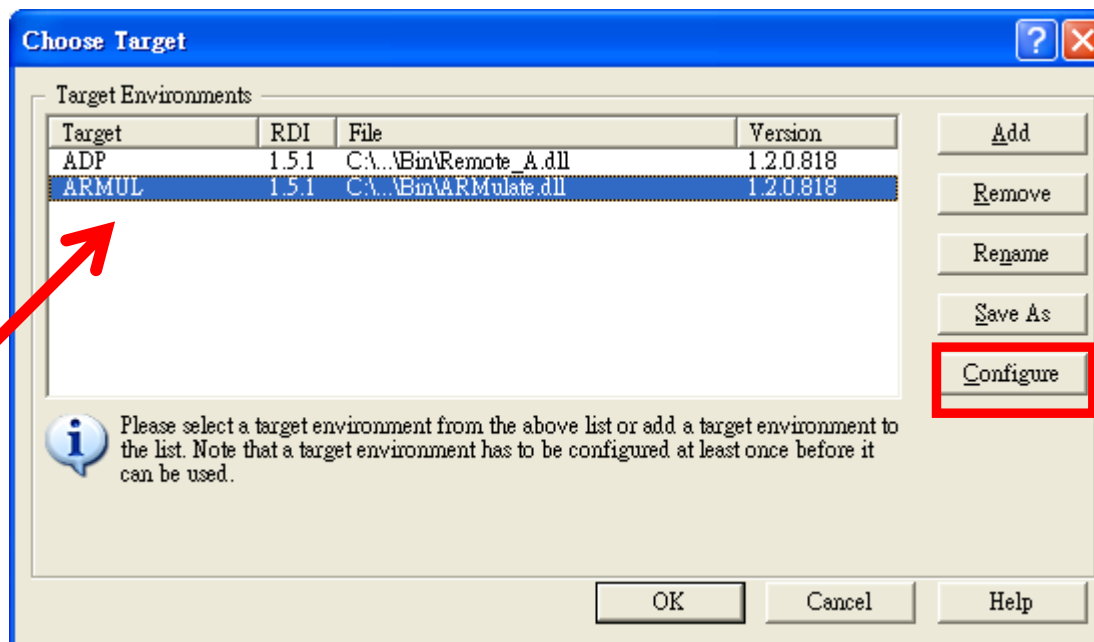 Choose Target
Target Environments
Target RDI File Version
ADP 1.5.1 C:\...\Bin\Remote_A.dll 1.2.0.818
ARMUL 1.5.1 C:\...\Bin\ARMulate.dll 1.2.0.818
Add
Remove
Rename
Save As
Configure
Please select a target environment from the above list or add a target environment to
the list. Note that a target environment has to be configured at least once before it
can be used.
OK Cancel Help